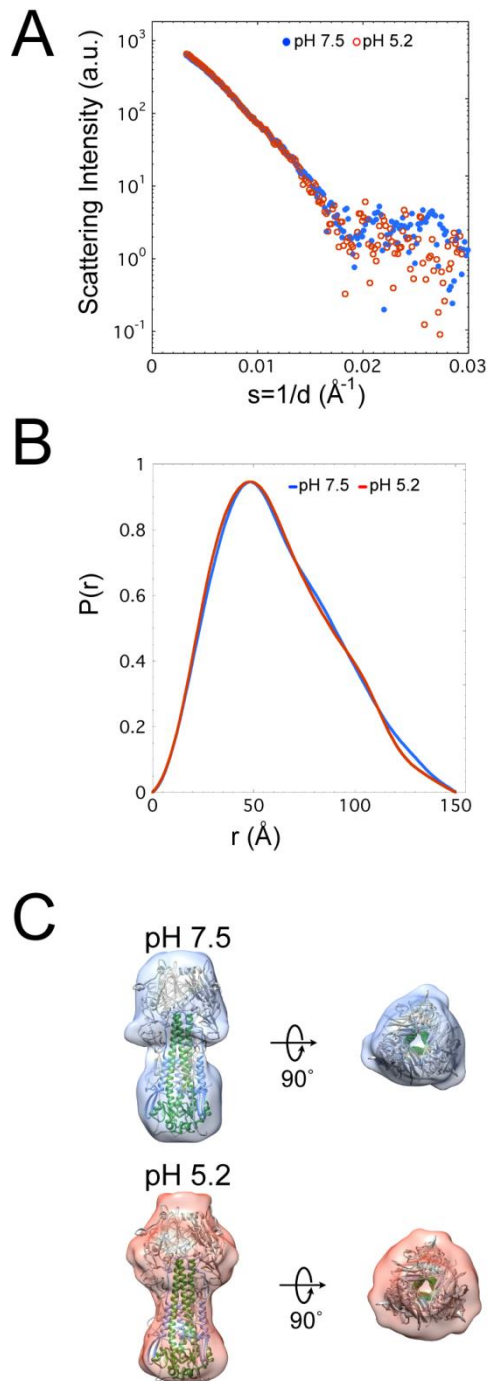 A
Scattering Intensity (a.u.)
10³
10²
10¹
10⁰
10⁻¹
pH 7.5 pH 5.2
0 0.01 0.02 0.03
s=1/d (Å⁻¹)
B
P(r)
1
0.8
0.6
0.4
0.2
0
pH 7.5 pH 5.2
0 50 100 150
r (Å)
C
pH 7.5
90°
pH 5.2
90°